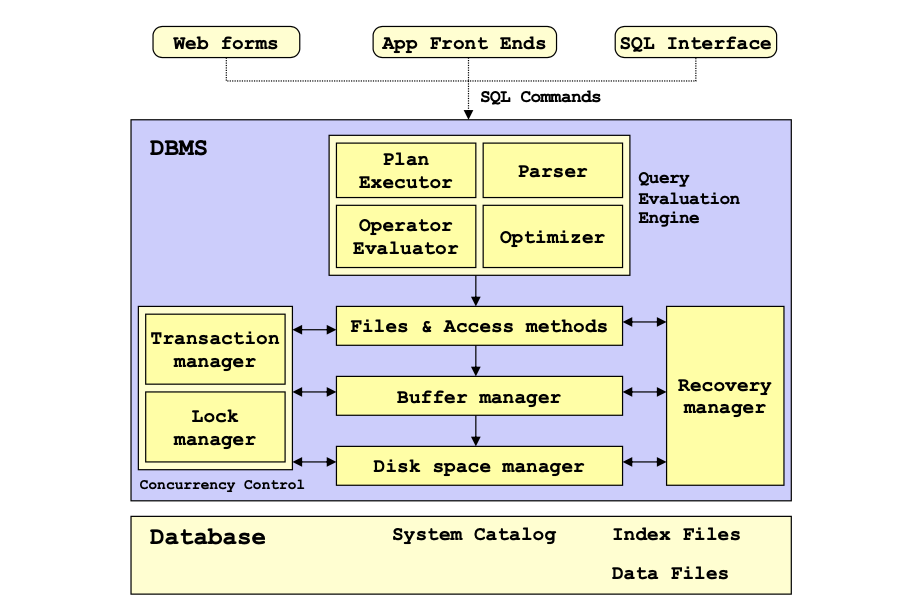 Web forms
App Front Ends
SQL Interface
SQL Commands
DBMS
Plan
Executor
Parser
Operator
Evaluator
Optimizer
Query
Evaluation
Engine
Transaction
manager
Lock
manager
Concurrency Control
Files & Access methods
Buffer manager
Disk space manager
Recovery
manager
Database
System Catalog
Index Files
Data Files